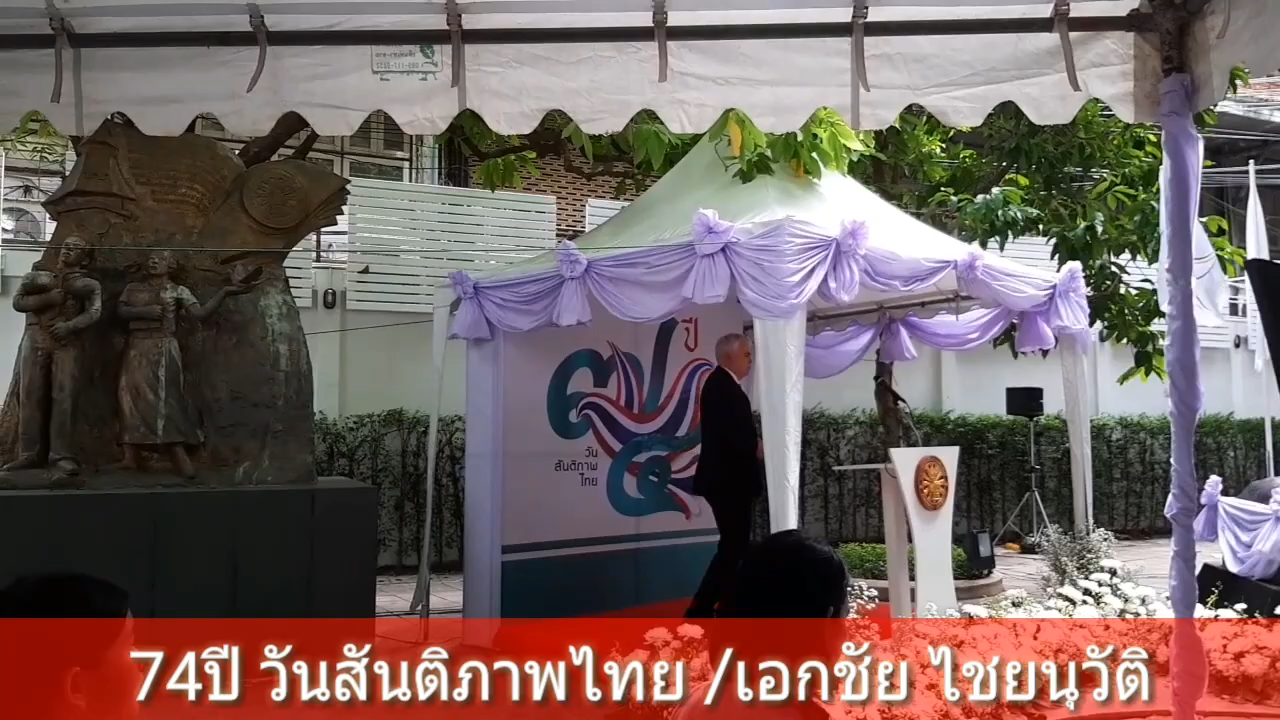 ๗๔
ปี
วัน
สันติภาพ
ไทย
74ปี วันสันติภาพไทย /เอกชัย ไชยนุวัติ